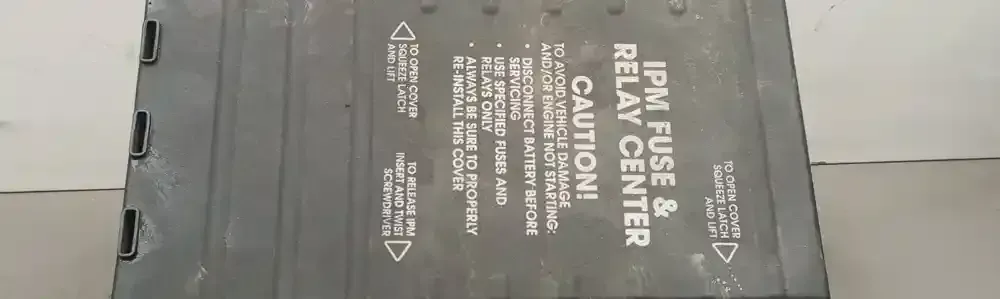 TO OPEN COVER
SQUEEZE LATCH
AND LIFT
IPM FUSE &
RELAY CENTER
CAUTION!
TO AVOID VEHICLE DAMAGE
AND/OR ENGINE NOT STARTING:
• DISCONNECT BATTERY BEFORE
SERVICING
• USE SPECIFIED FUSES AND
RELAYS ONLY
• ALWAYS BE SURE TO PROPERLY
RE-INSTALL THIS COVER
TO OPEN COVER
SQUEEZE LATCH
AND LIFT
TO RELEASE IPM
INSERT AND TWIST
SCREWDRIVER